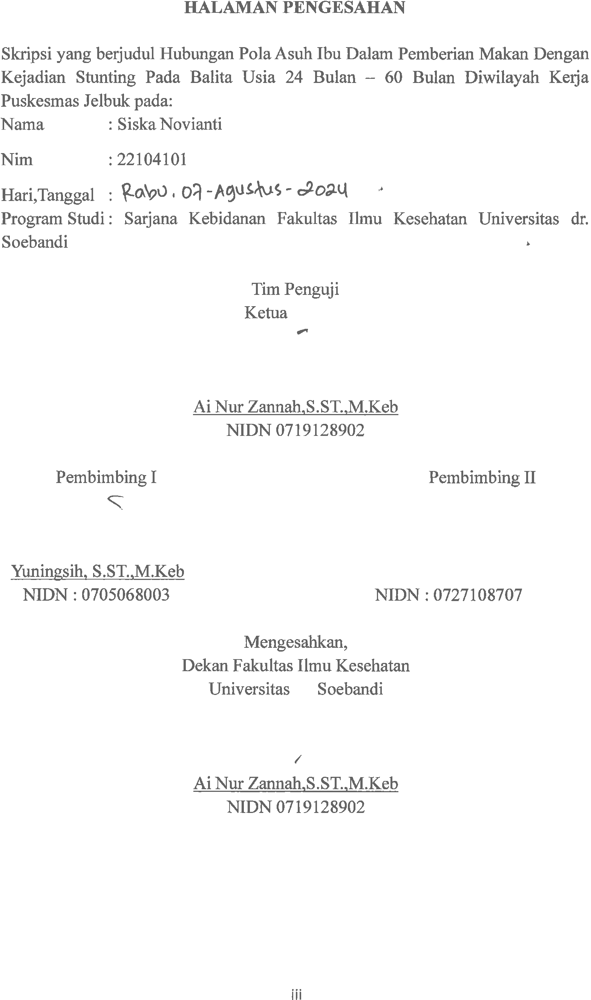 HALAMAN PENGESAHAN
Skripsi yang berjudul Hubungan Pola Asuh Ibu Dalam Pemberian Makan Dengan
Kejadian Stunting Pada Balita Usia 24 Bulan – 60 Bulan Diwilayah Kerja
Puskesmas Jelbuk pada:
Nama : Siska Novianti
Nim : 22104101
Hari,Tanggal : Rabu, 07-Agustus-2024
Program Studi : Sarjana Kebidanan Fakultas Ilmu Kesehatan Universitas dr.
Soebandi
Tim Penguji
Ketua
Ai Nur Zannah,S.ST.,M.Keb
NIDN 0719128902
Pembimbing I Pembimbing II
Yuningsih, S.ST.,M.Keb
NIDN : 0705068003 NIDN : 0727108707
Mengesahkan,
Dekan Fakultas Ilmu Kesehatan
Universitas Soebandi
Ai Nur Zannah,S.ST.,M.Keb
NIDN 0719128902
iii